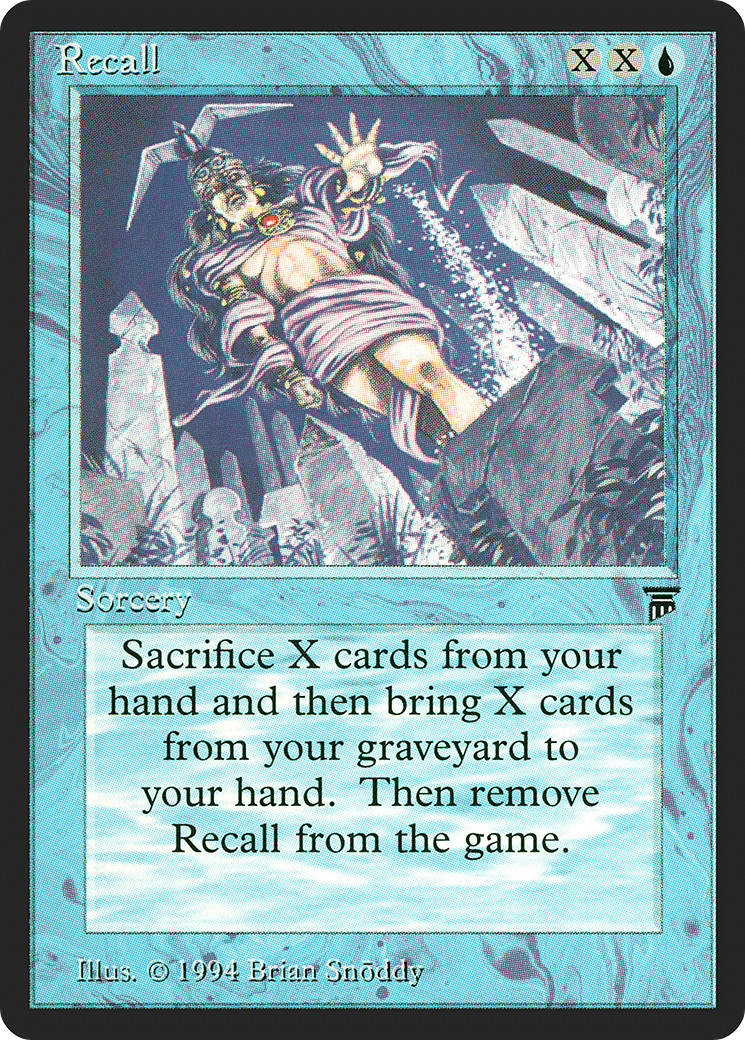 Recall X X
Sorcery
Sacrifice X cards from your
hand and then bring X cards
from your graveyard to
your hand. Then remove
Recall from the game.
Illus. © 1994 Brian Snōddy